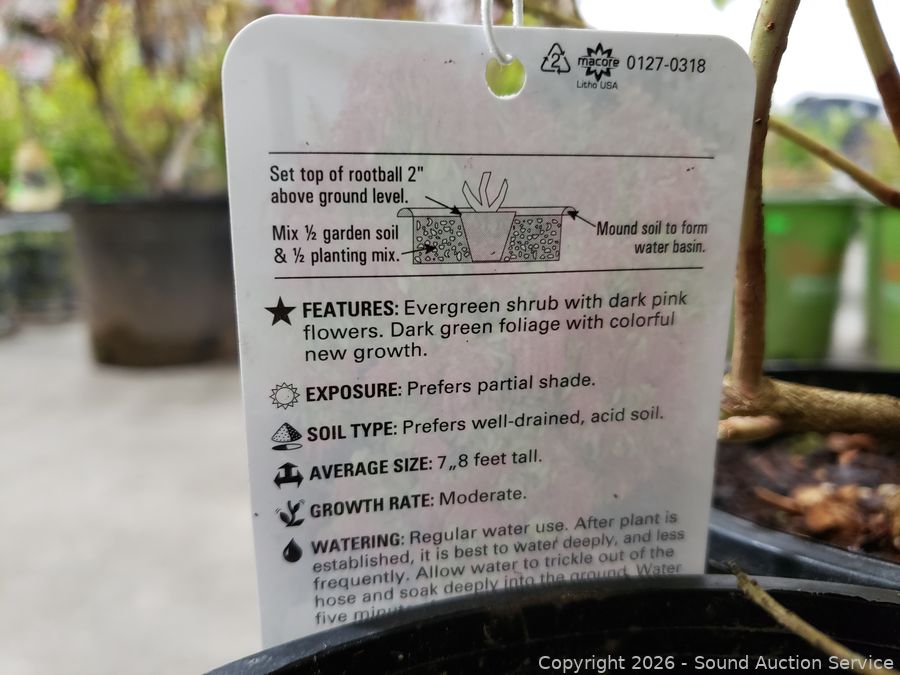 2 macore 0127-0318
Litho USA
Set top of rootball 2"
above ground level.
Mix ½ garden soil
& ½ planting mix.
Mound soil to form
water basin.
FEATURES: Evergreen shrub with dark pink
flowers. Dark green foliage with colorful
new growth.
EXPOSURE: Prefers partial shade.
SOIL TYPE: Prefers well-drained, acid soil.
AVERAGE SIZE: 7„8 feet tall.
GROWTH RATE: Moderate.
WATERING: Regular water use. After plant is
established, it is best to water deeply, and less
frequently. Allow water to trickle out of the
hose and soak deeply into the ground. Water
five
Copyright 2026 - Sound Auction Service